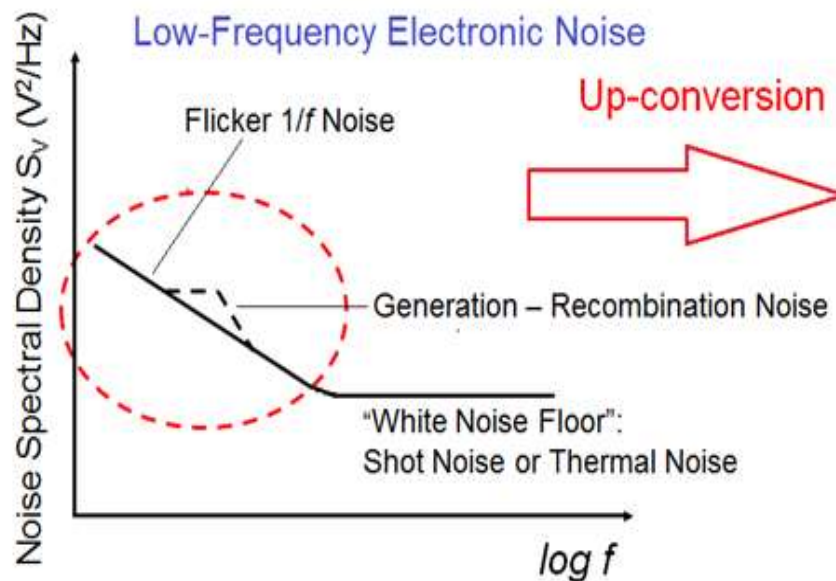 Low-Frequency Electronic Noise
Noise Spectral Density Sᵥ (V²/Hz)
Up-conversion
Flicker 1/f Noise
Generation – Recombination Noise
“White Noise Floor”:
Shot Noise or Thermal Noise
log f